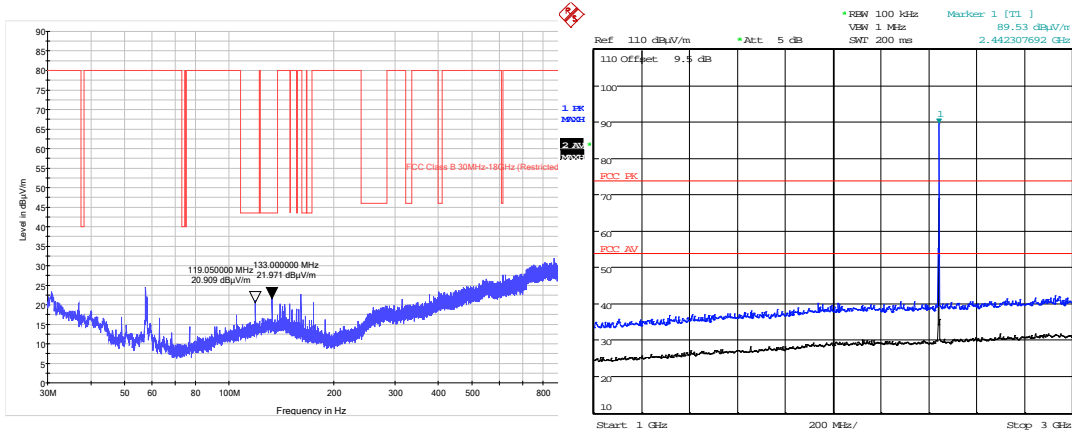 90
85
80
75
70
65
60
55
50
45
40
35
30
25
20
15
10
5
0
Level in dBµV/m
FCC Class B 30MHz-18GHz (Restricted
119.050000 MHz
20.909 dBµV/m
133.000000 MHz
21.971 dBµV/m
30M 50 60 80 100M 200 300 400 500 800
Frequency in Hz
R S
*RBW 100 kHz Marker 1 [T1 ]
VBW 1 MHz 89.53 dBµV/m
Ref 110 dBµV/m *Att 5 dB SWT 200 ms 2.442307692 GHz
110 Offset 9.5 dB
100
1 PK
MAXH
90
1
2 AV *
MAXH
80
FCC PK
70
60
FCC AV
50
40
30
20
10
Start 1 GHz 200 MHz/ Stop 3 GHz